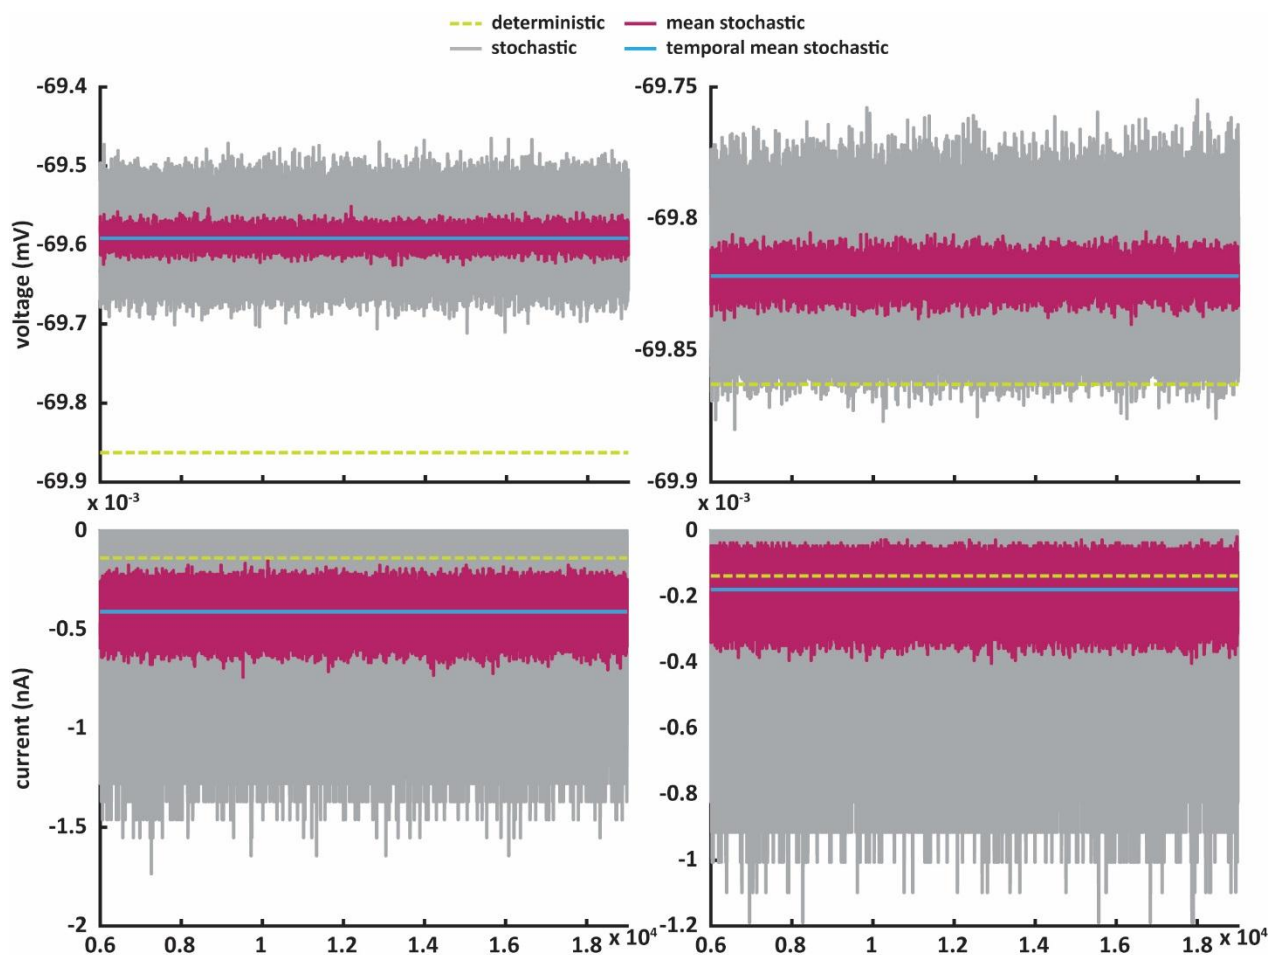 deterministic mean stochastic
stochastic temporal mean stochastic
-69.4 -69.75
-69.5
-69.8
-69.6
voltage (mV)
-69.7
-69.85
-69.8
-69.9 -69.9
x 10-3 x 10-3
0 0
-0.2
-0.5
-0.4
current (nA)
-1 -0.6
-0.8
-1.5
-1
-2 -1.2
0.6 0.8 1 1.2 1.4 1.6 1.8 x 10⁴ 0.6 0.8 1 1.2 1.4 1.6 1.8 x 10⁴